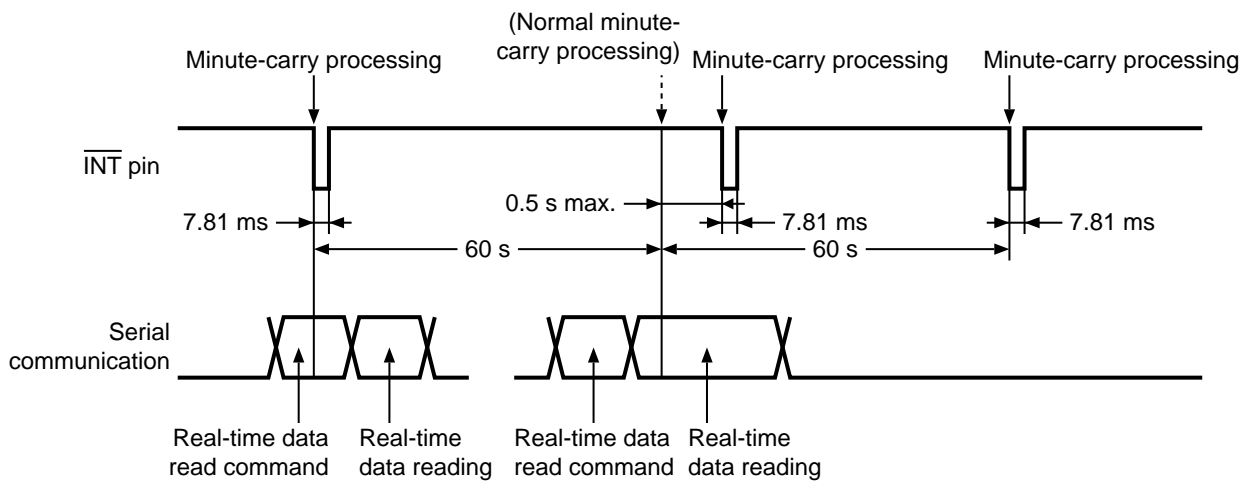 (Normal minute-
carry processing)
Minute-carry processing
Minute-carry processing
Minute-carry processing
INT pin
0.5 s max.
7.81 ms
7.81 ms
7.81 ms
60 s
60 s
Serial
communication
Real-time data
read command
Real-time
data reading
Real-time data
read command
Real-time
data reading